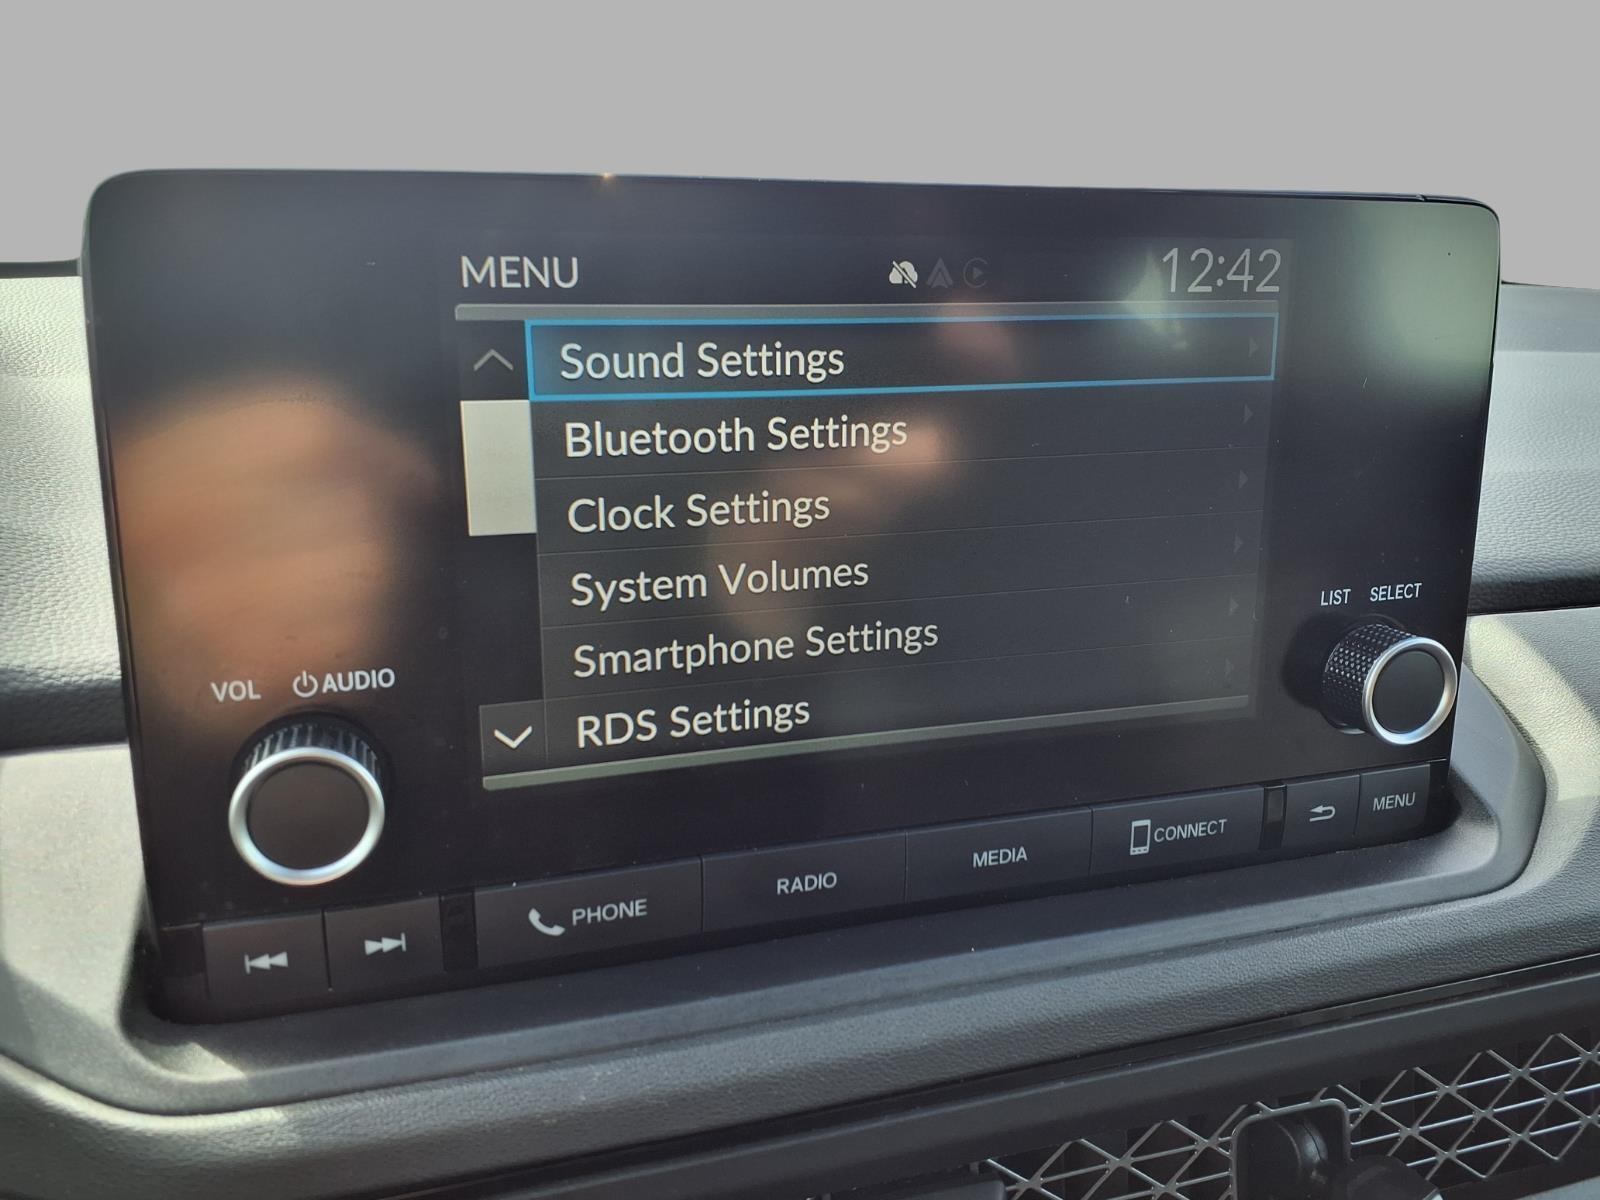 MENU 12:42
Sound Settings
Bluetooth Settings
Clock Settings
System Volumes
Smartphone Settings
RDS Settings
LIST SELECT
VOL AUDIO
PHONE RADIO MEDIA CONNECT MENU